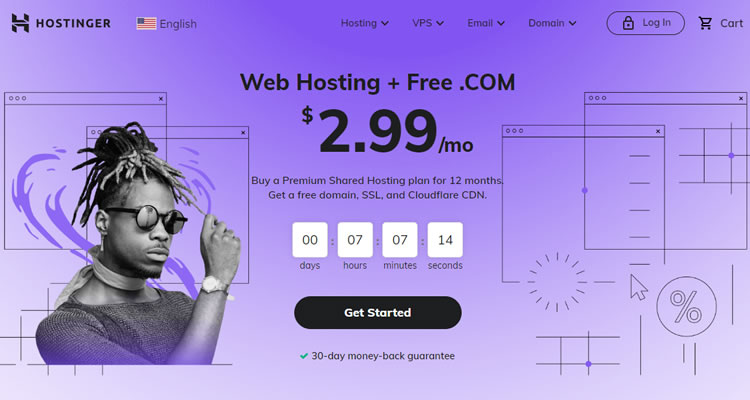 HOSTINGER
English
Hosting
VPS
Email
Domain
Log In
Cart
Web Hosting + Free .COM
$2.99/mo
Buy a Premium Shared Hosting plan for 12 months.
Get a free domain, SSL, and Cloudflare CDN.
00 : 07 : 07 : 14
days hours minutes seconds
Get Started
30-day money-back guarantee
%